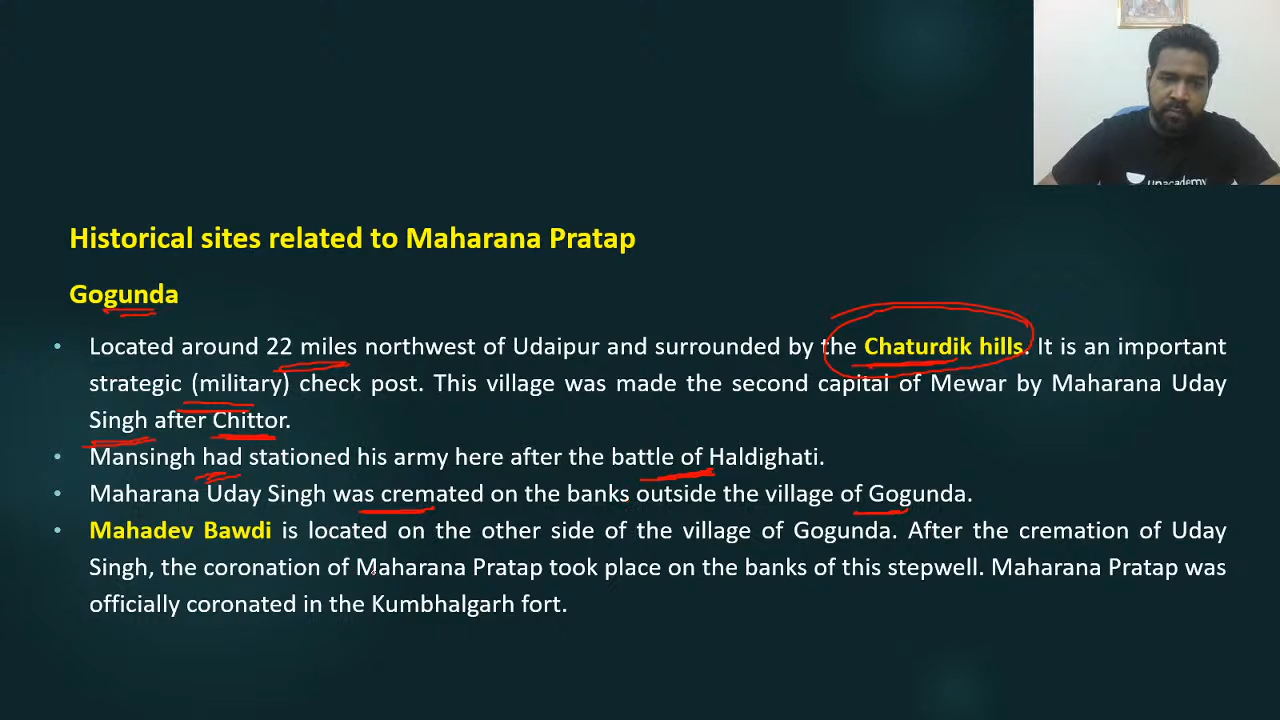 unacademy
Historical sites related to Maharana Pratap
Gogunda
• Located around 22 miles northwest of Udaipur and surrounded by the Chaturdik hills. It is an important
strategic (military) check post. This village was made the second capital of Mewar by Maharana Uday
Singh after Chittor.
• Mansingh had stationed his army here after the battle of Haldighati.
• Maharana Uday Singh was cremated on the banks outside the village of Gogunda.
• Mahadev Bawdi is located on the other side of the village of Gogunda. After the cremation of Uday
Singh, the coronation of Maharana Pratap took place on the banks of this stepwell. Maharana Pratap was
officially coronated in the Kumbhalgarh fort.